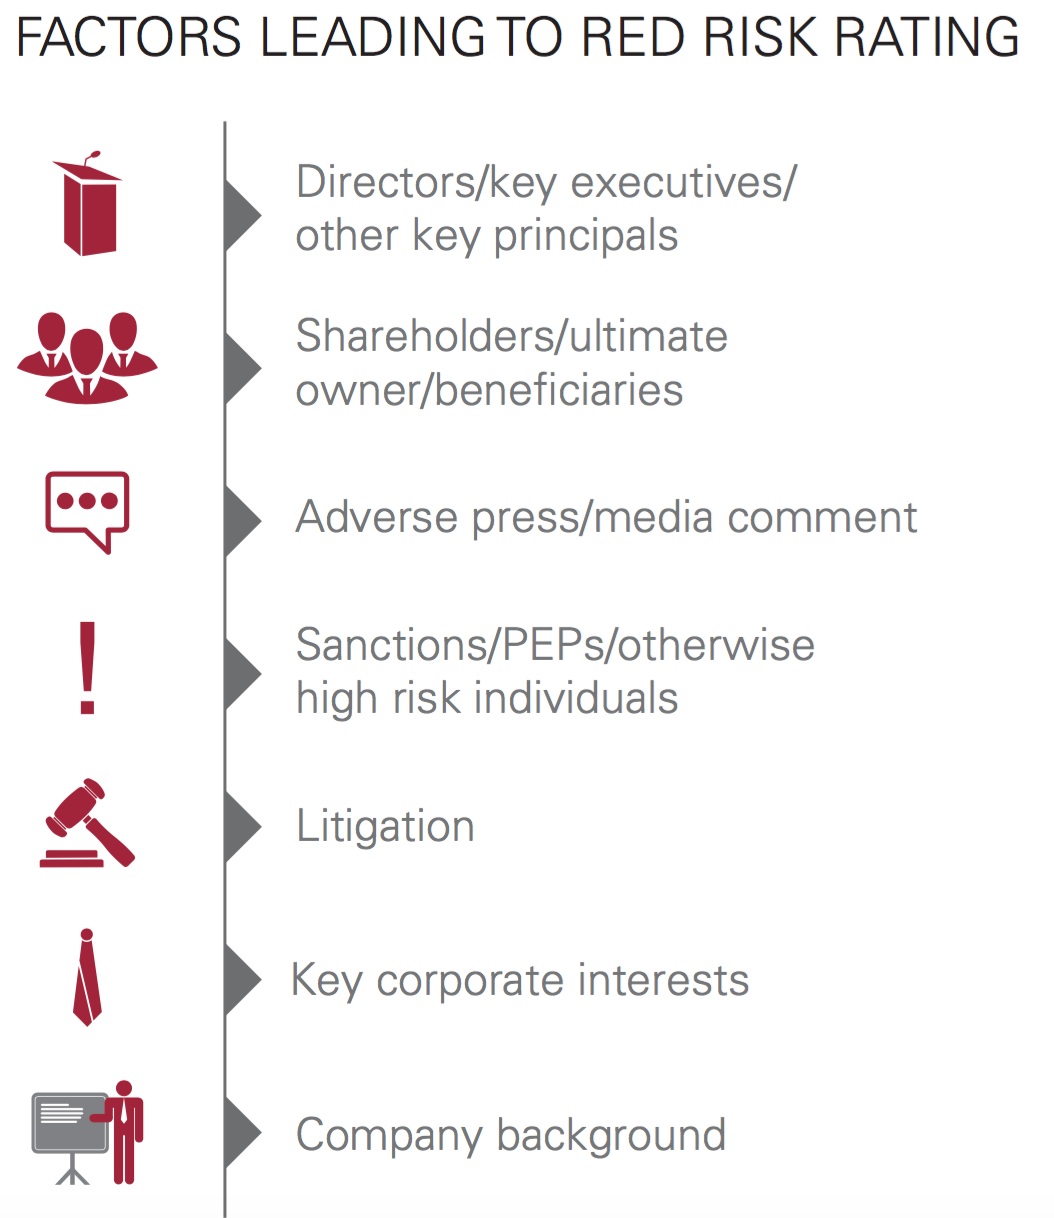 FACTORS LEADING TO RED RISK RATING
Directors/key executives/
other key principals
Shareholders/ultimate
owner/beneficiaries
Adverse press/media comment
Sanctions/PEPs/otherwise
high risk individuals
Litigation
Key corporate interests
Company background